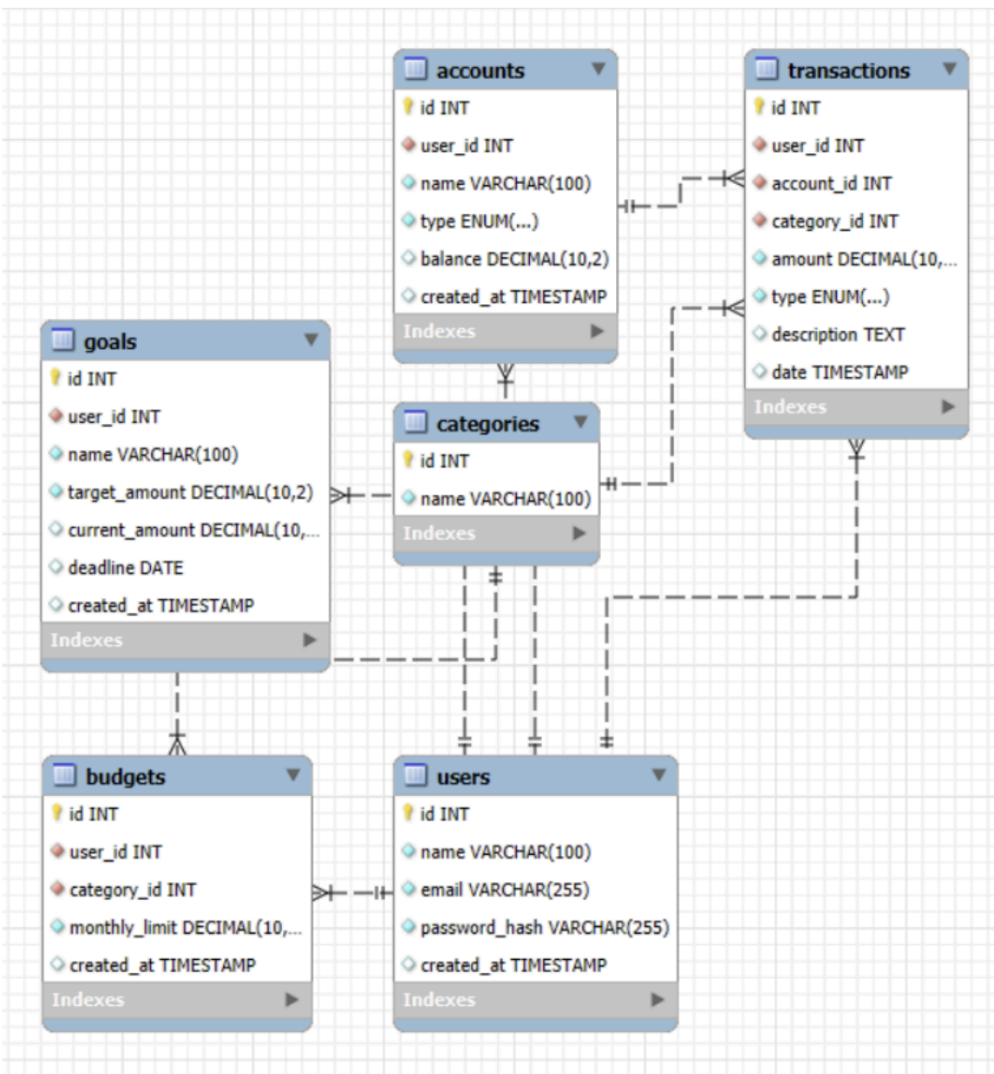 accounts
id INT
user_id INT
name VARCHAR(100)
type ENUM(...)
balance DECIMAL(10,2)
created_at TIMESTAMP
Indexes
transactions
id INT
user_id INT
account_id INT
category_id INT
amount DECIMAL(10,...
type ENUM(...)
description TEXT
date TIMESTAMP
Indexes
goals
id INT
user_id INT
name VARCHAR(100)
target_amount DECIMAL(10,2)
current_amount DECIMAL(10,...
deadline DATE
created_at TIMESTAMP
Indexes
categories
id INT
name VARCHAR(100)
Indexes
budgets
id INT
user_id INT
category_id INT
monthly_limit DECIMAL(10,...
created_at TIMESTAMP
Indexes
users
id INT
name VARCHAR(100)
email VARCHAR(255)
password_hash VARCHAR(255)
created_at TIMESTAMP
Indexes